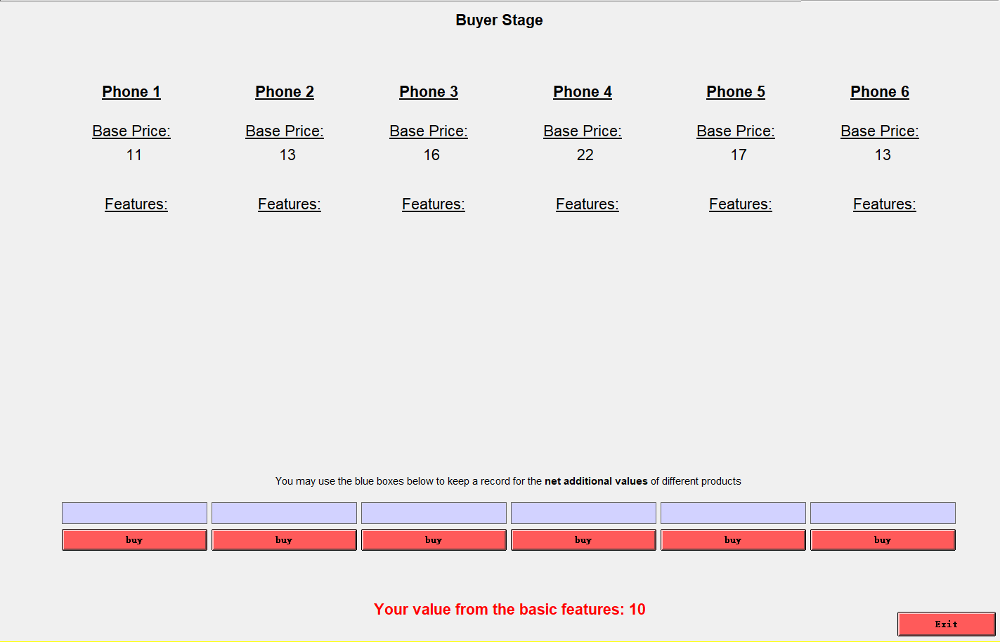 Buyer Stage
Phone 1 Phone 2 Phone 3 Phone 4 Phone 5 Phone 6
Base Price: Base Price: Base Price: Base Price: Base Price: Base Price:
11 13 16 22 17 13
Features: Features: Features: Features: Features: Features:
You may use the blue boxes below to keep a record for the net additional values of different products
buy buy buy buy buy buy
Your value from the basic features: 10
Exit